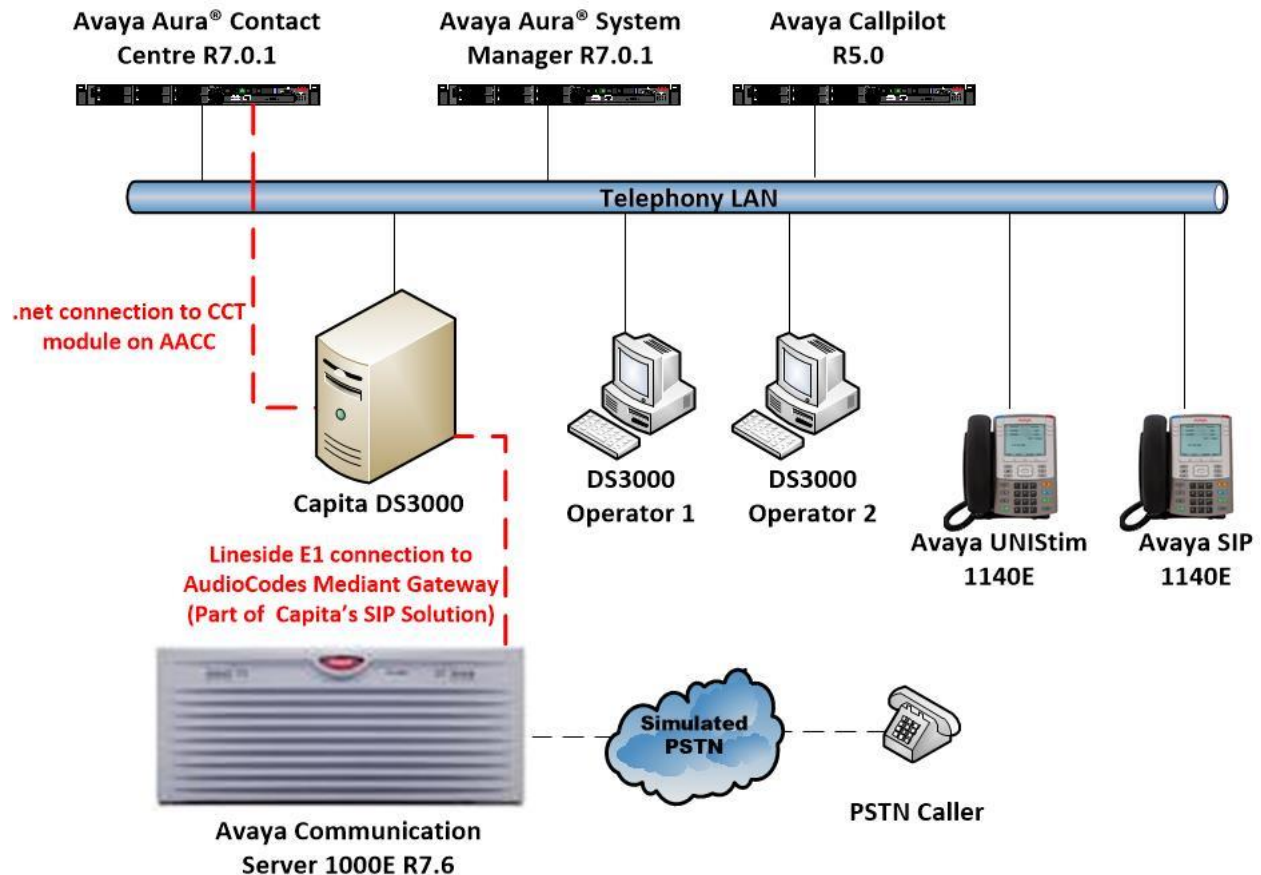 Avaya Aura® Contact
Centre R7.0.1
Avaya Aura® System
Manager R7.0.1
Avaya Callpilot
R5.0
Telephony LAN
.net connection to CCT
module on AACC
Capita DS3000
DS3000
Operator 1
DS3000
Operator 2
Avaya UNIStim
1140E
Avaya SIP
1140E
Lineside E1 connection to
AudioCodes Mediant Gateway
(Part of Capita's SIP Solution)
Simulated
PSTN
PSTN Caller
Avaya Communication
Server 1000E R7.6